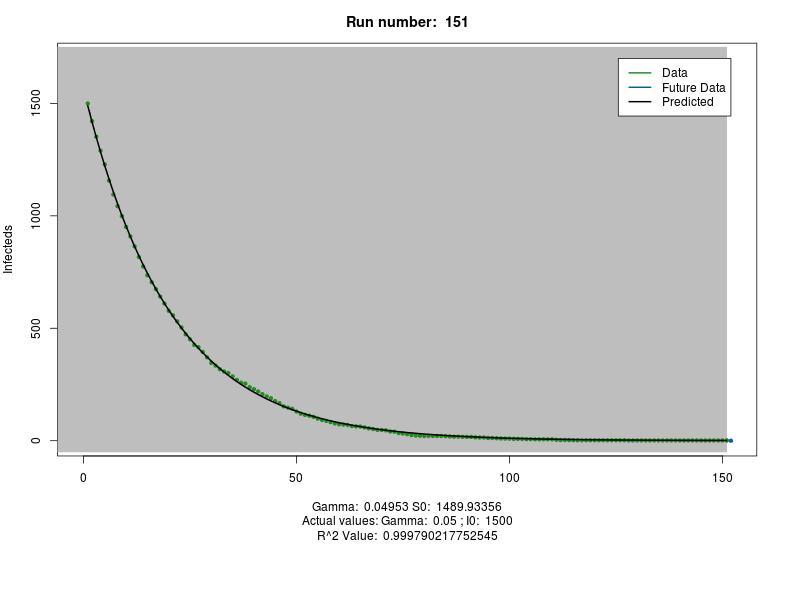 Run number:  151
Data
Future Data
Predicted
Infecteds
1500
1000
500
0
0
50
100
150
Gamma:  0.04953 S0:  1489.93356
Actual values: Gamma:  0.05 ; I0:  1500
R^2 Value:  0.999790217752545